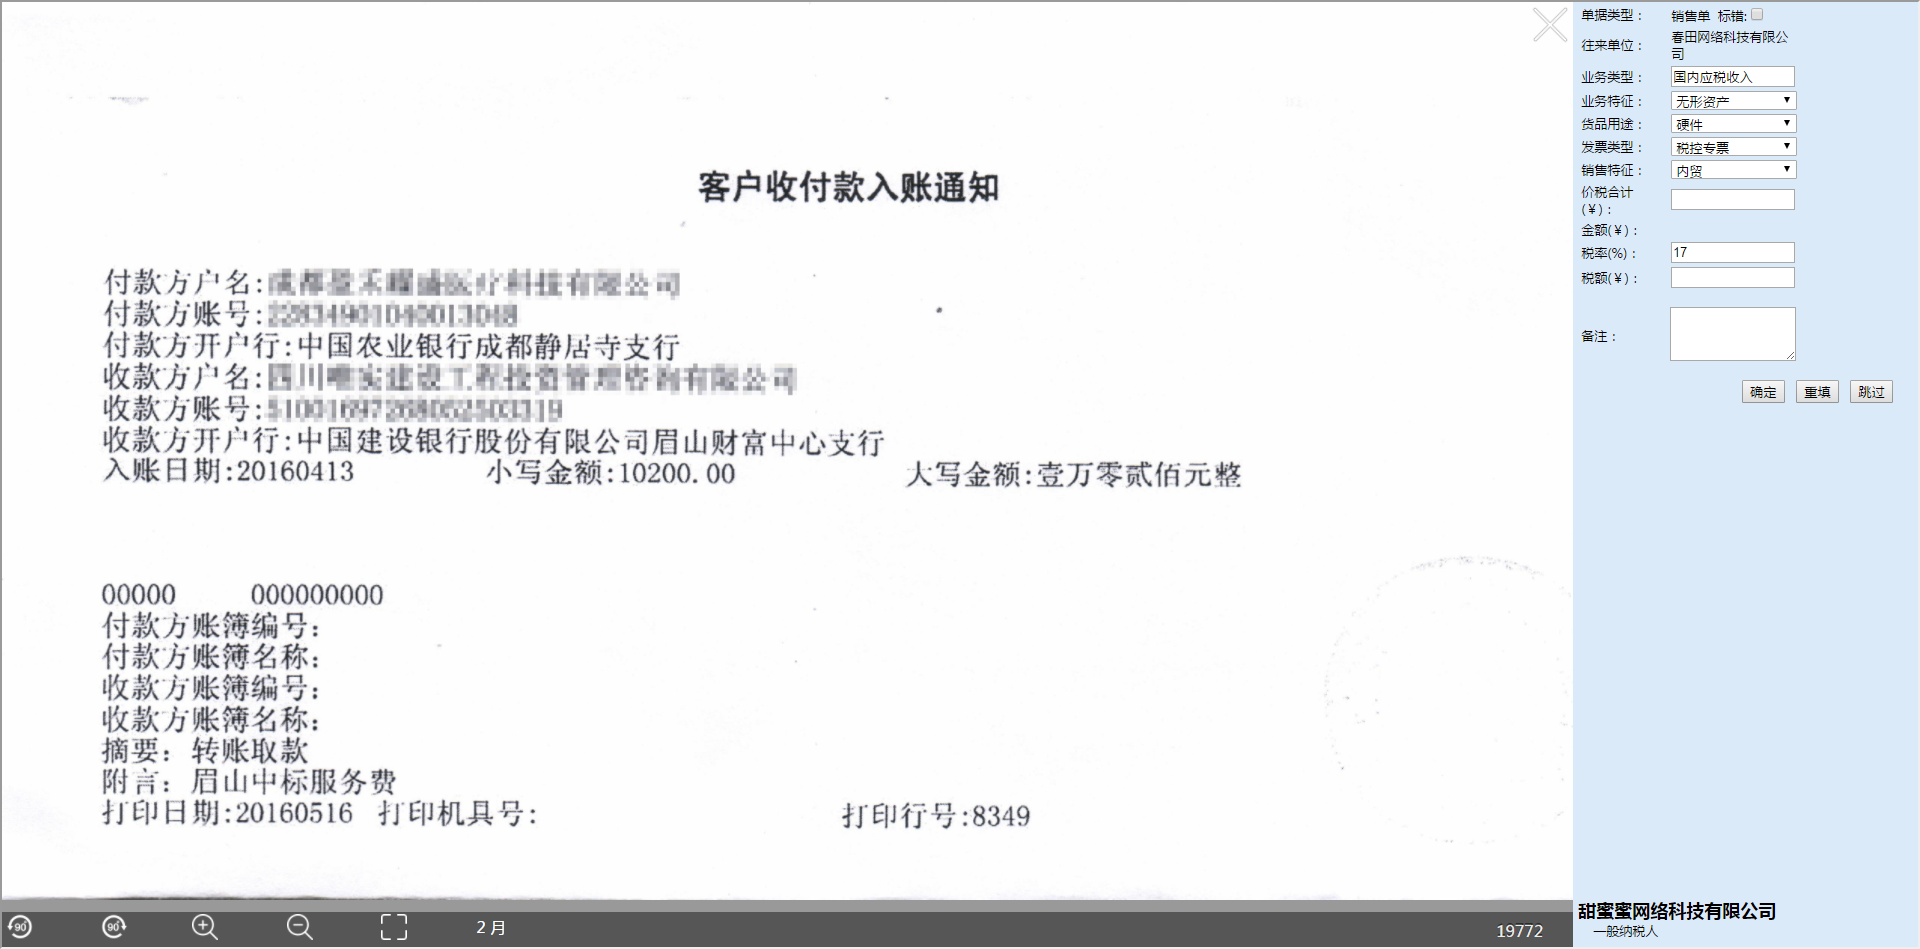 客户收付款入账通知
付款方户名:
付款方账号:
付款方开户行:中国农业银行成都静居寺支行
收款方户名:
收款方账号:
收款方开户行:中国建设银行股份有限公司眉山财富中心支行
入账日期:20160413 小写金额:10200.00 大写金额:壹万零贰佰元整
00000 000000000
付款方账簿编号:
付款方账簿名称:
收款方账簿编号:
收款方账簿名称:
摘要: 转账取款
附言: 眉山中标服务费
打印日期:20160516 打印机具号: 打印行号:8349
90° 90° 2 月 19772
单据类型: 销售单 标错:
往来单位: 春田网络科技有限公
司
业务类型: 国内应税收入
业务特征: 无形资产
货品用途: 硬件
发票类型: 税控专票
销售特征: 内贸
价税合计
(¥):
金额(¥):
税率(%): 17
税额(¥):
备注:
确定 重填 跳过
甜蜜蜜网络科技有限公司
一般纳税人